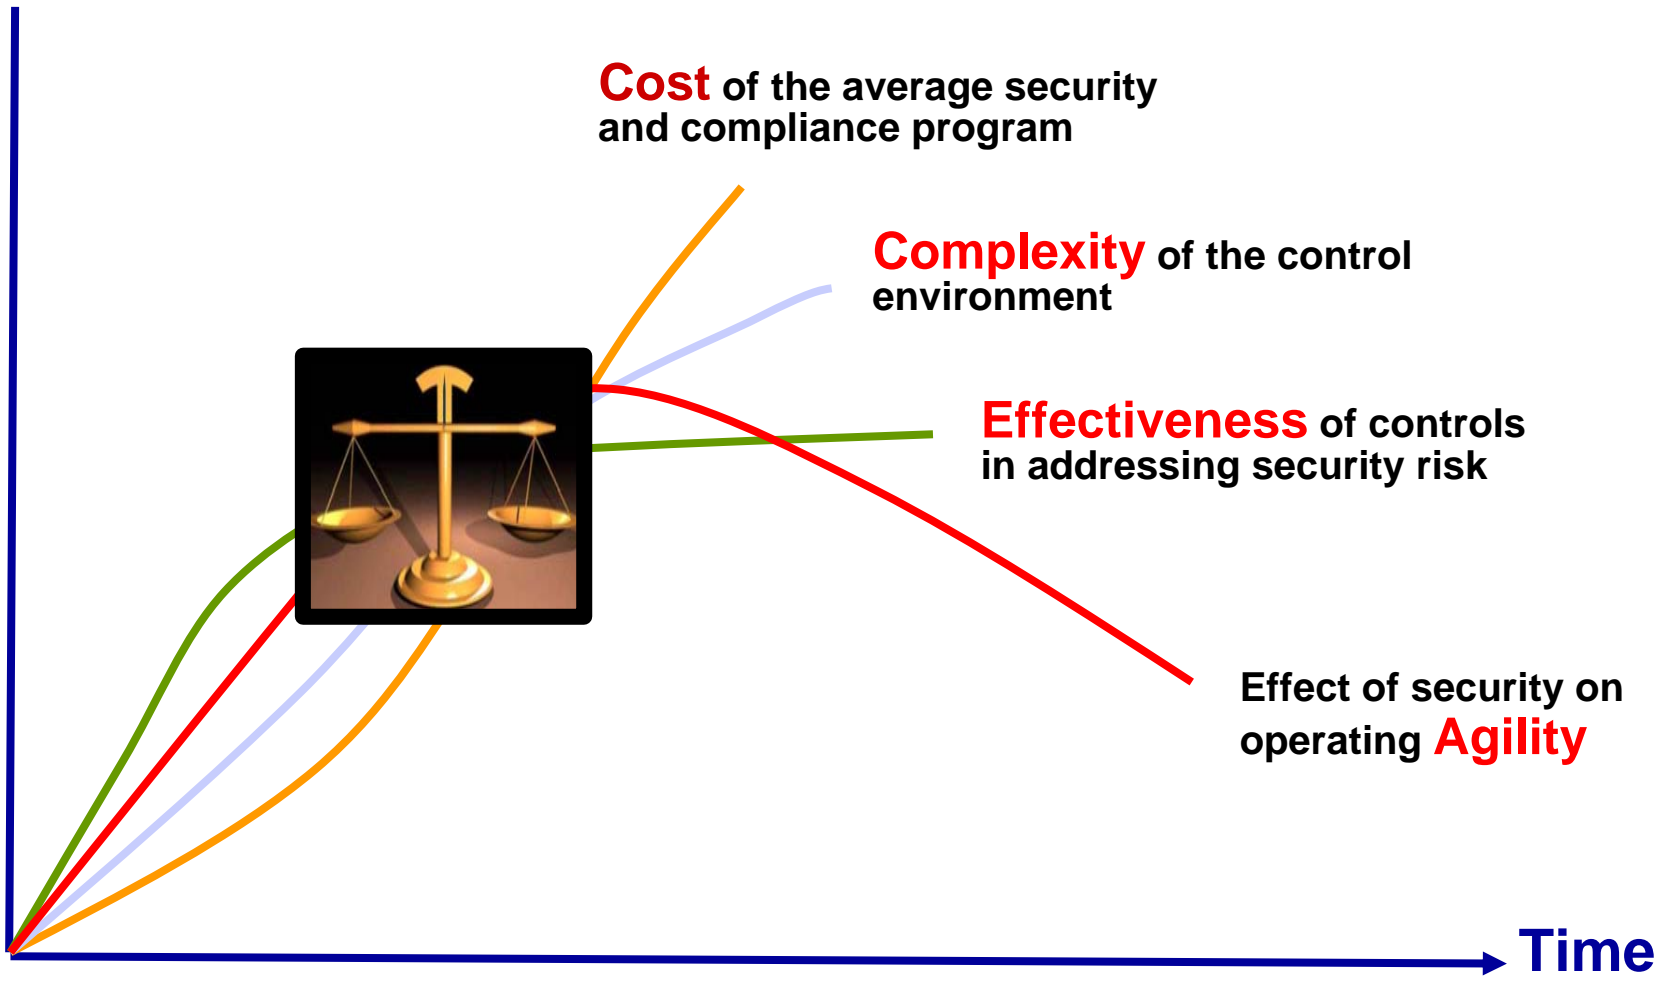 Cost of the average security
and compliance program
Complexity of the control
environment
Effectiveness of controls
in addressing security risk
Effect of security on
operating Agility
Time